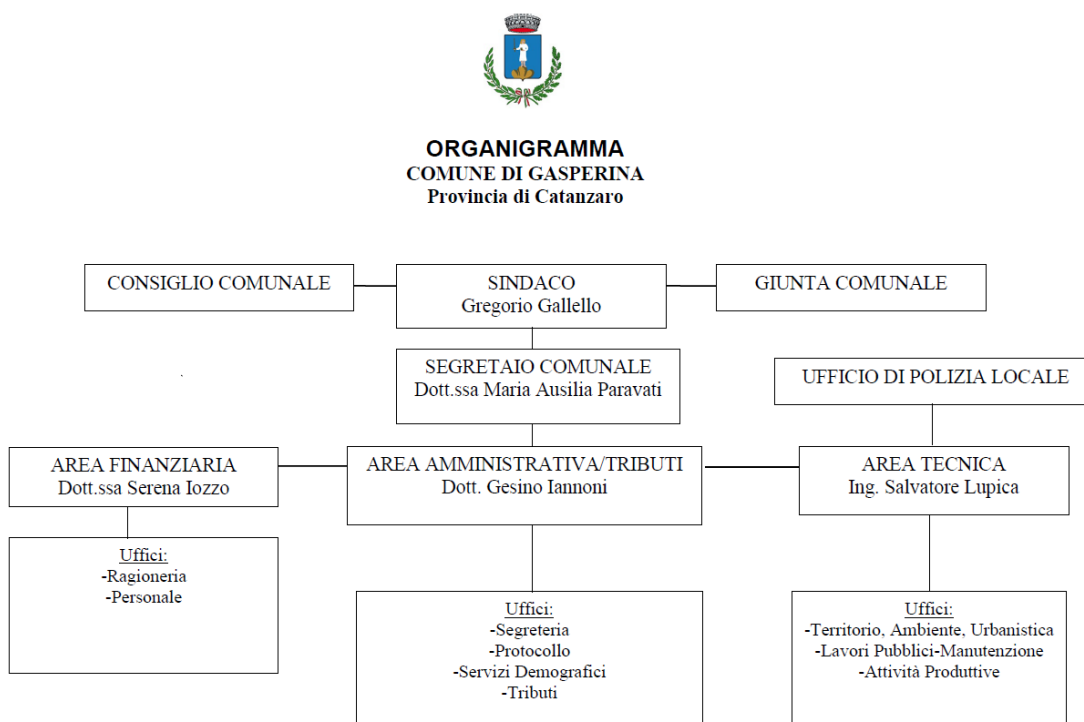 ORGANIGRAMMA
COMUNE DI GASPERINA
Provincia di Catanzaro
CONSIGLIO COMUNALE
SINDACO
Gregorio Gallello
GIUNTA COMUNALE
SEGRETAIO COMUNALE
Dott.ssa Maria Ausilia Paravati
UFFICIO DI POLIZIA LOCALE
AREA FINANZIARIA
Dott.ssa Serena Iozzo
AREA AMMINISTRATIVA/TRIBUTI
Dott. Gesino Iannoni
AREA TECNICA
Ing. Salvatore Lupica
Uffici:
-Ragioneria
-Personale
Uffici:
-Segreteria
-Protocollo
-Servizi Demografici
-Tributi
Uffici:
-Territorio, Ambiente, Urbanistica
-Lavori Pubblici-Manutenzione
-Attività Produttive